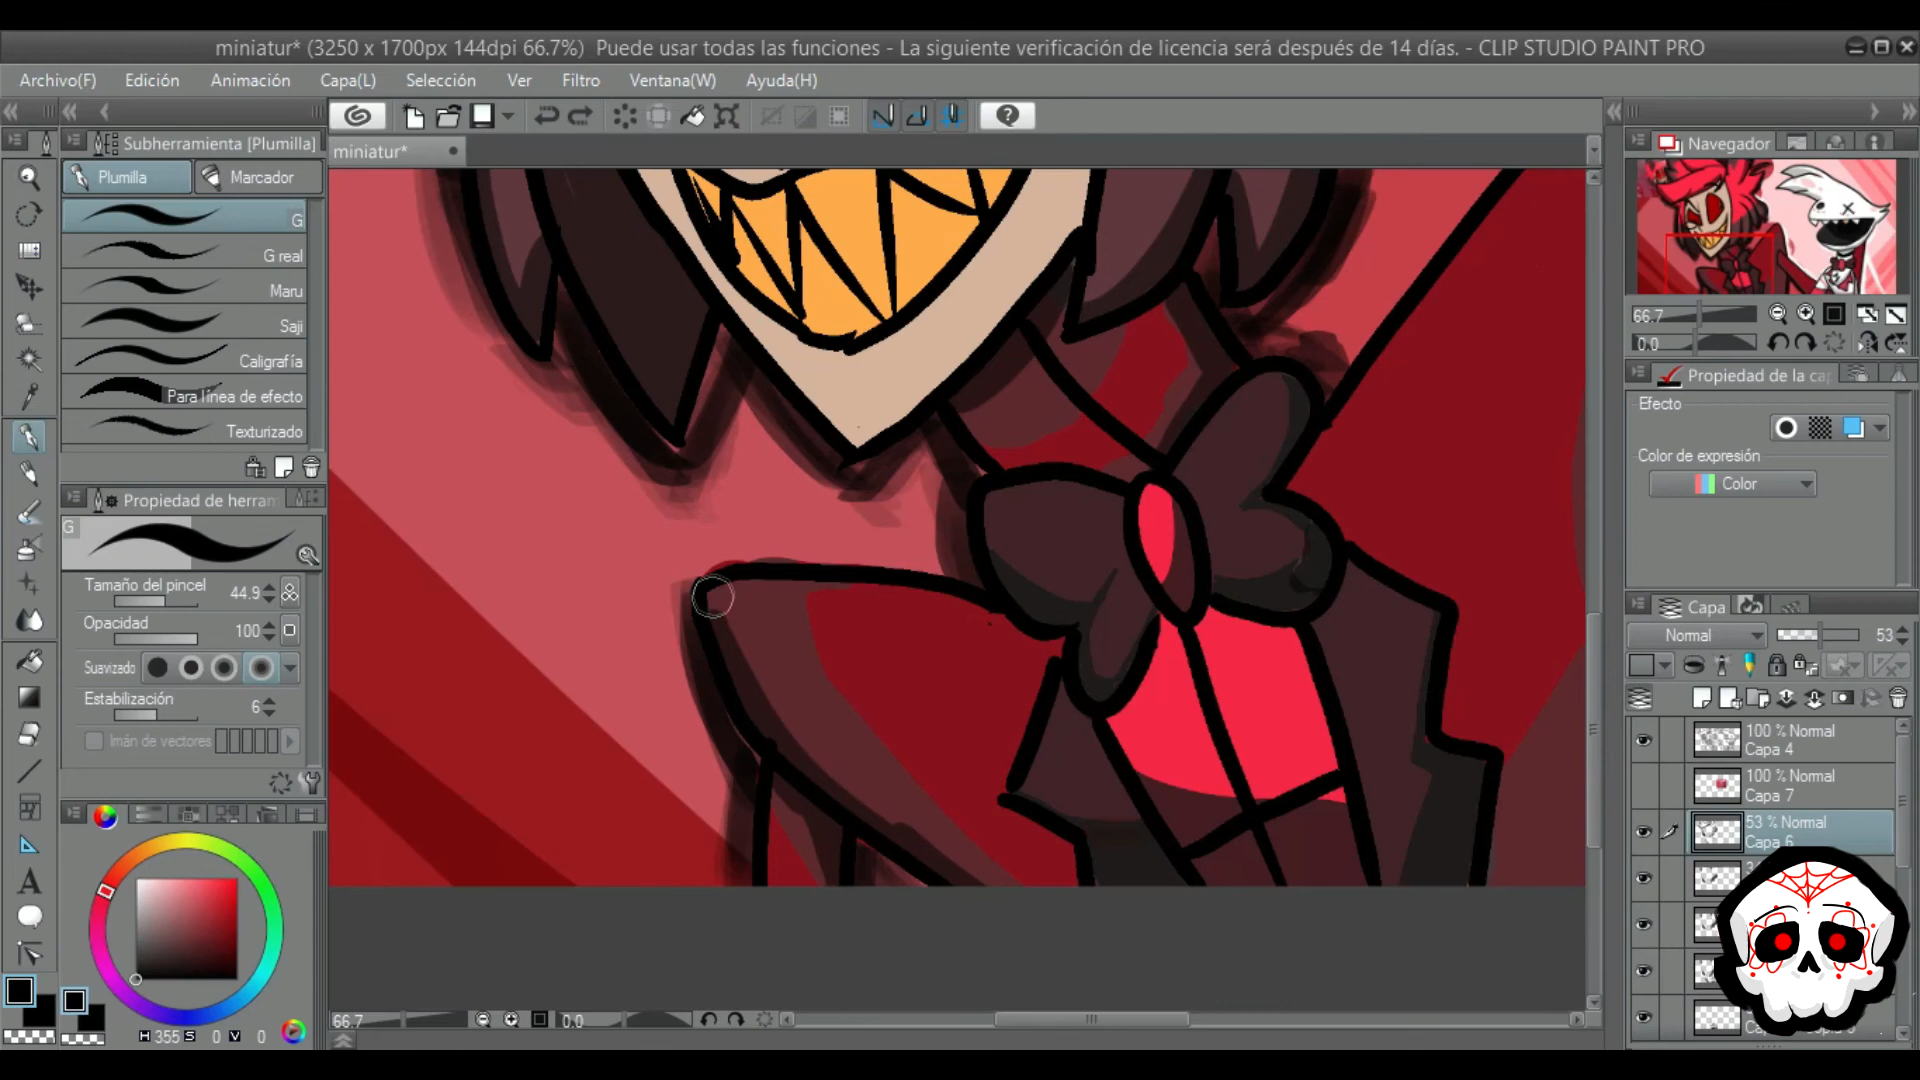 miniatur* (3250 x 1700px 144dpi 66.7%)  Puede usar todas las funciones - La siguiente verificación de licencia será después de 14 días. - CLIP STUDIO PAINT PRO
Archivo(F) Edición Animación Capa(L) Selección Ver Filtro Ventana(W) Ayuda(H)
Subherramienta [Plumilla]
Plumilla Marcador
G
G real
Maru
Saji
Caligrafía
Para línea de efecto
Texturizado
Propiedad de herram
G
Tamaño del pincel 44.9
Opacidad 100
Suavizado
Estabilización 6
Imán de vectores
H 355 S 0 V 0
miniatur*
66.7 0.0
Navegador
66.7
0.0
Propiedad de la cap
Efecto
Color de expresión
Color
Capa
Normal 53
100 % Normal
Capa 4
100 % Normal
Capa 7
53 % Normal
Capa 6